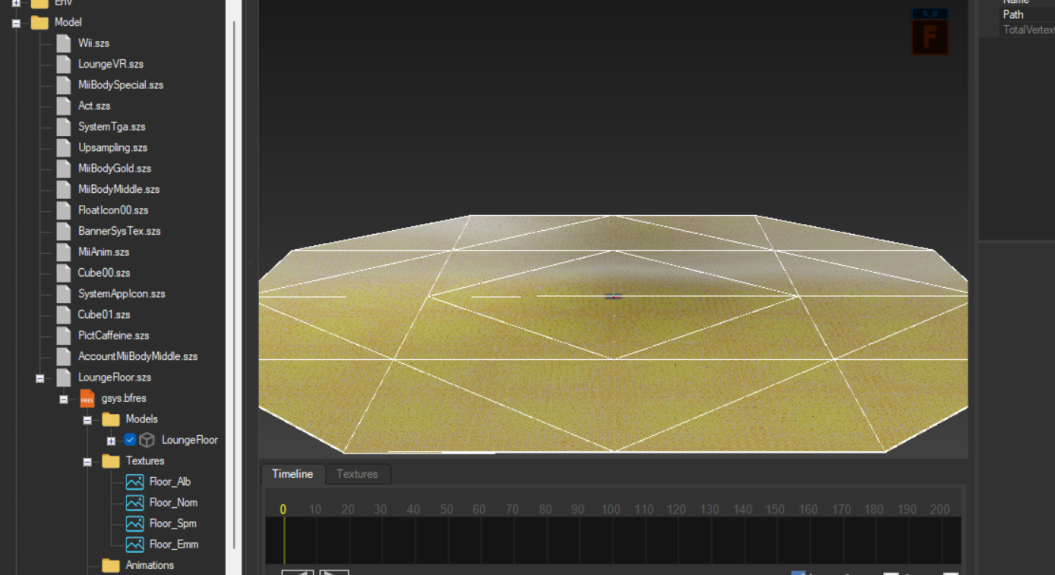 Env
Model
Wii.szs
LoungeVR.szs
MiiBodySpecial.szs
Act.szs
SystemTga.szs
Upsampling.szs
MiiBodyGold.szs
MiiBodyMiddle.szs
FloatIcon00.szs
BannerSysTex.szs
MiiAnim.szs
Cube00.szs
SystemAppIcon.szs
Cube01.szs
PictCaffeine.szs
AccountMiiBodyMiddle.szs
LoungeFloor.szs
gsys.bfres
Models
LoungeFloor
Textures
Floor_Alb
Floor_Nom
Floor_Spm
Floor_Emm
Animations
F
Timeline Textures
0 10 20 30 40 50 60 70 80 90 100 110 120 130 140 150 160 170 180 190 200
Name
Path
TotalVertex